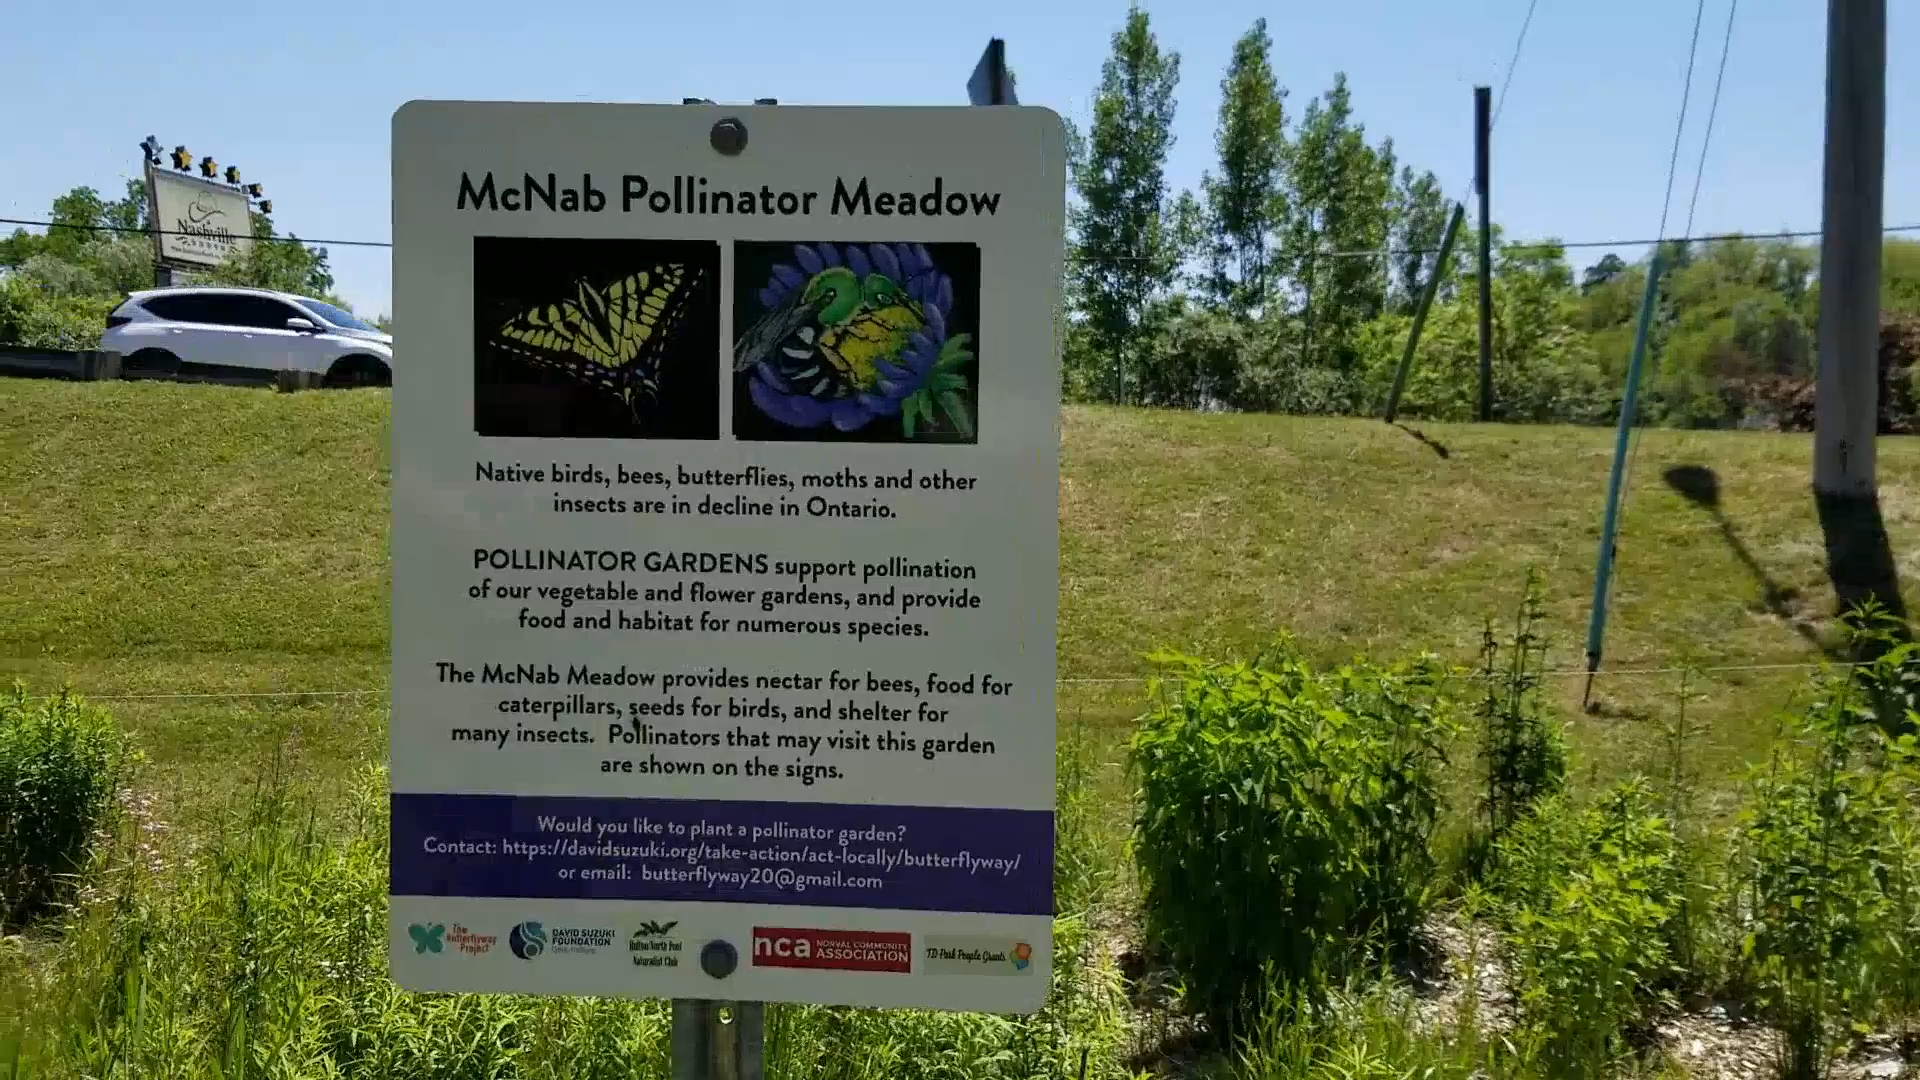 McNab Pollinator Meadow
Native birds, bees, butterflies, moths and other
insects are in decline in Ontario.
POLLINATOR GARDENS support pollination
of our vegetable and flower gardens, and provide
food and habitat for numerous species.
The McNab Meadow provides nectar for bees, food for
caterpillars, seeds for birds, and shelter for
many insects. Pollinators that may visit this garden
are shown on the signs.
Would you like to plant a pollinator garden?
Contact: https://davidsuzuki.org/take-action/act-locally/butterflyway/
or email: butterflyway20@gmail.com
The
Butterflyway
Project
DAVID SUZUKI
FOUNDATION
Halton North Peel
Naturalist Club
nca
NORVAL COMMUNITY
ASSOCIATION
TD Park People Grants
Nashville